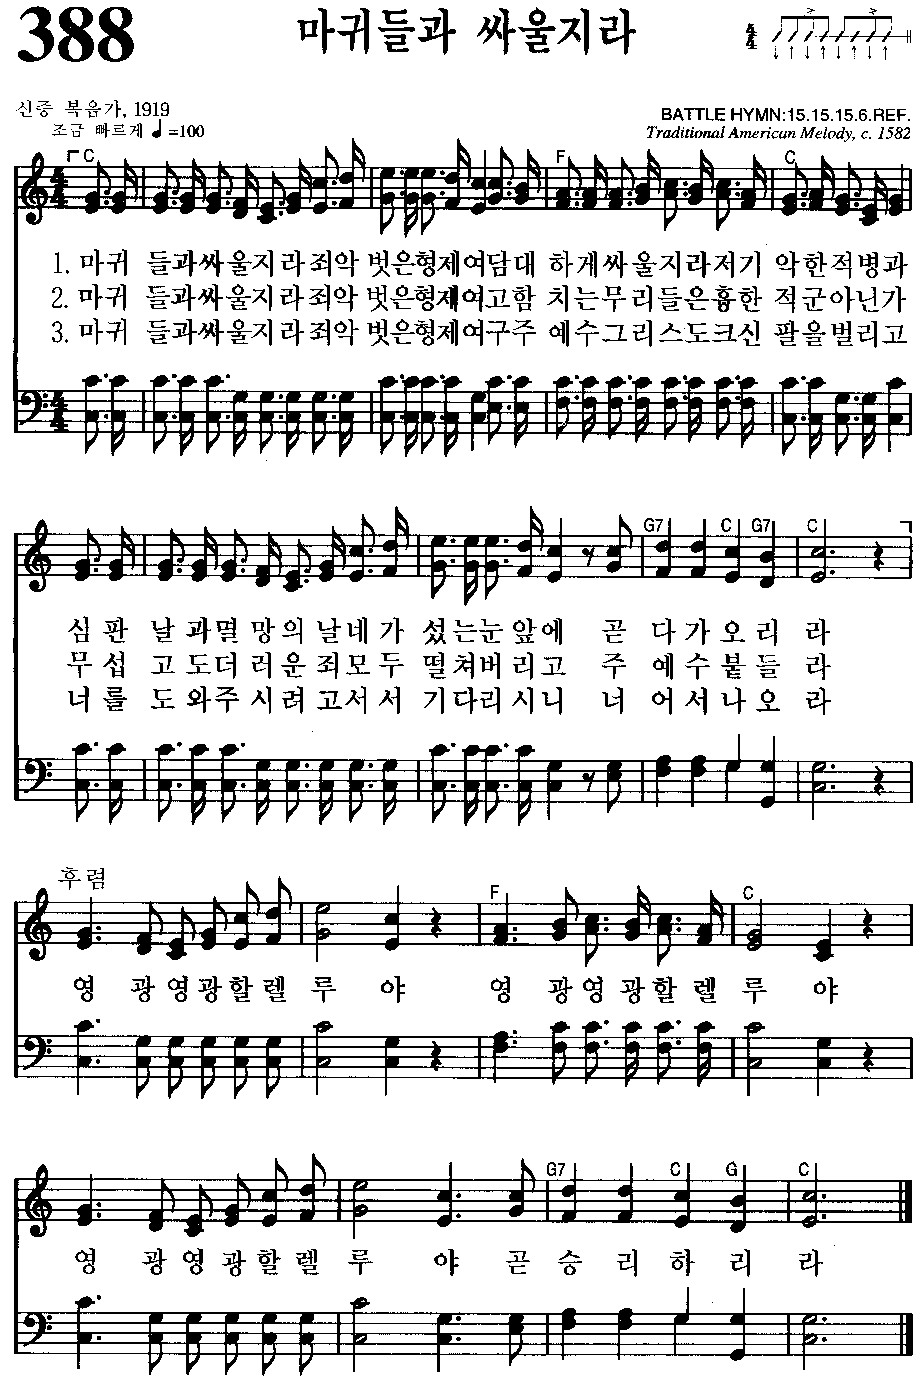 388 마귀들과 싸울지라
신종 복음가, 1919
BATTLE HYMN:15.15.15.6.REF.
조금 빠르게 ♩=100
Traditional American Melody, c. 1582
C F C
1. 마귀 들과싸울지라죄악 벗은형제여담대 하게싸울지라저기 악한적병과
2. 마귀 들과싸울지라죄악 벗은형제여고함 치는무리들은흉한 적군아닌가
3. 마귀 들과싸울지라죄악 벗은형제여구주 예수그리스도크신 팔을벌리고
G7 C G7 C
심판 날과멸망의날네가 섰는눈앞에 곧 다가오리라
무섭 고도더러운죄모두 떨쳐버리고 주 예수붙들라
너를 도와주시려고서서 기다리시니 너 어서나오라
후렴
F C
영 광영광할렐루야 영 광영광할렐루야
G7 C G C
영 광영광할렐루 야 곧승리하리라